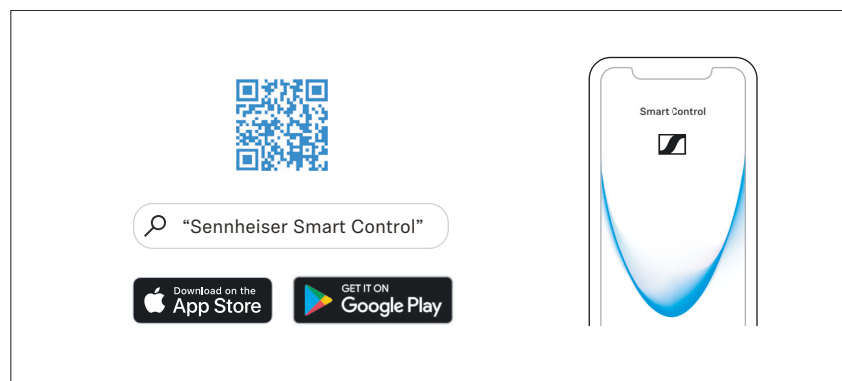 “Sennheiser Smart Control”
Download on the
App Store
GET IT ON
Google Play
Smart Control